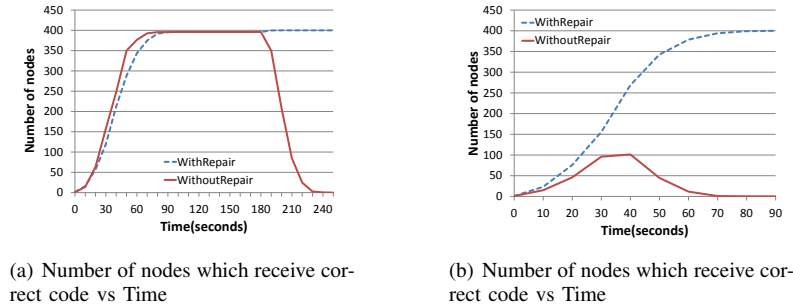 450
400
350
300
250
200
150
100
50
0
Number of nodes
WithRepair
WithoutRepair
0 30 60 90 120 150 180 210 240
Time(seconds)
(a) Number of nodes which receive cor-
rect code vs Time
450
400
350
300
250
200
150
100
50
0
Number of nodes
WithRepair
WithoutRepair
0 10 20 30 40 50 60 70 80 90
Time(seconds)
(b) Number of nodes which receive cor-
rect code vs Time